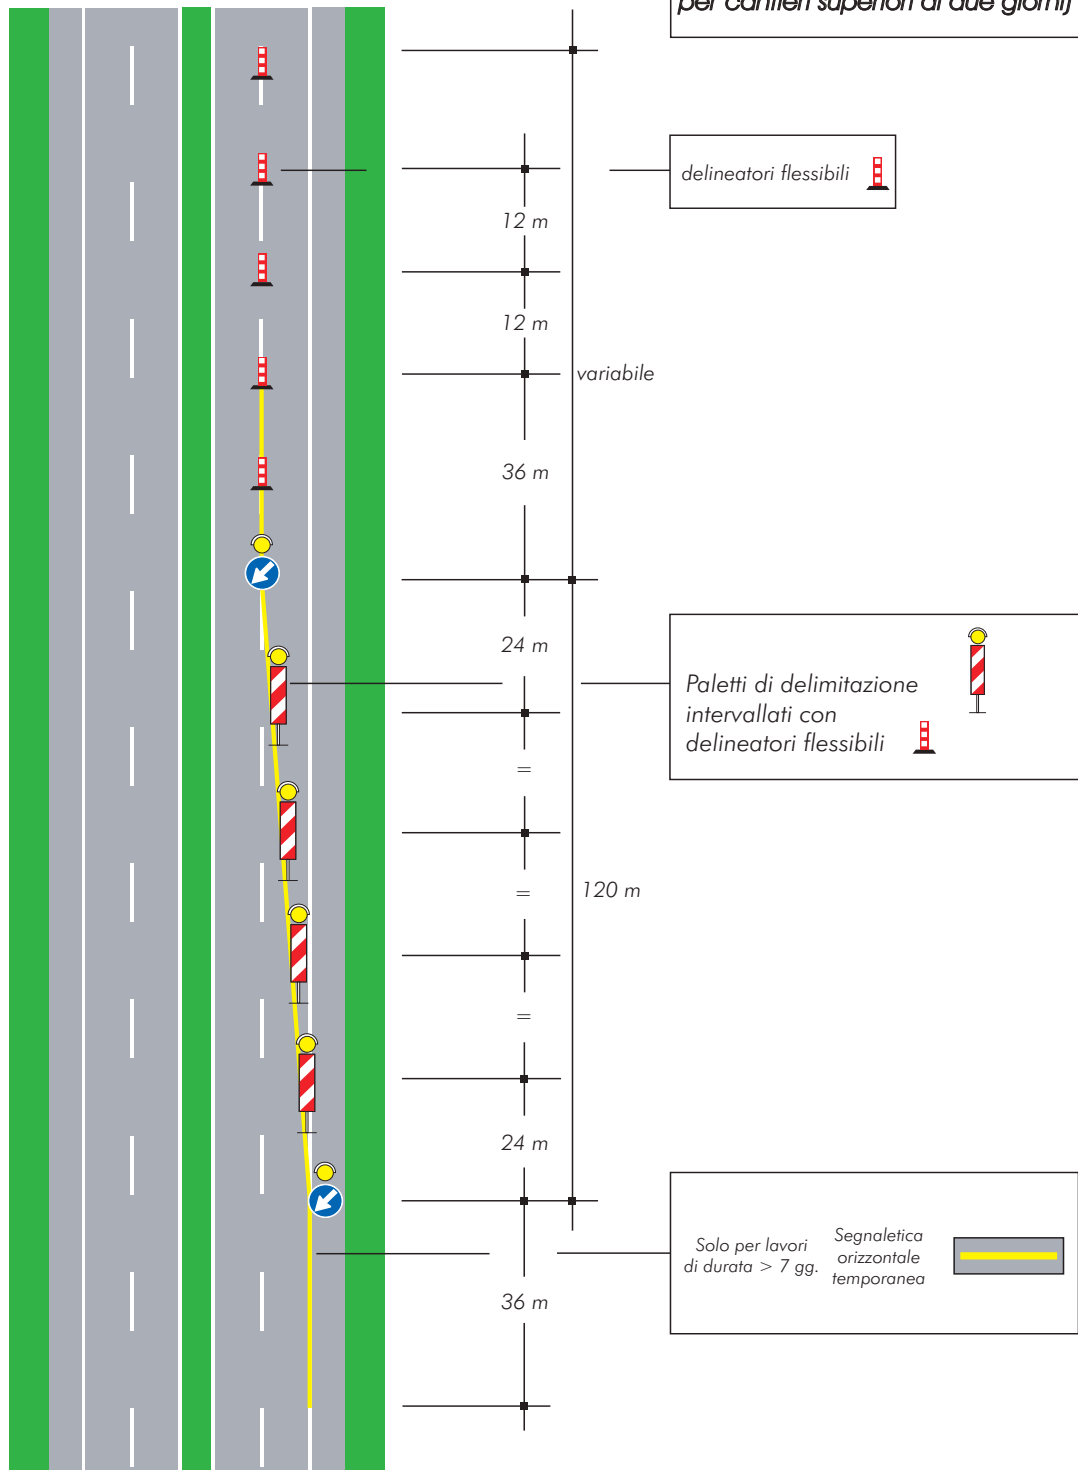 per cantieri superiori ai due giorni)
delineatori flessibili
12 m
12 m
variabile
36 m
24 m
Paletti di delimitazione
intervallati con
delineatori flessibili
=
=
120 m
=
24 m
Solo per lavori
di durata > 7 gg.
Segnaletica
orizzontale
temporanea
36 m